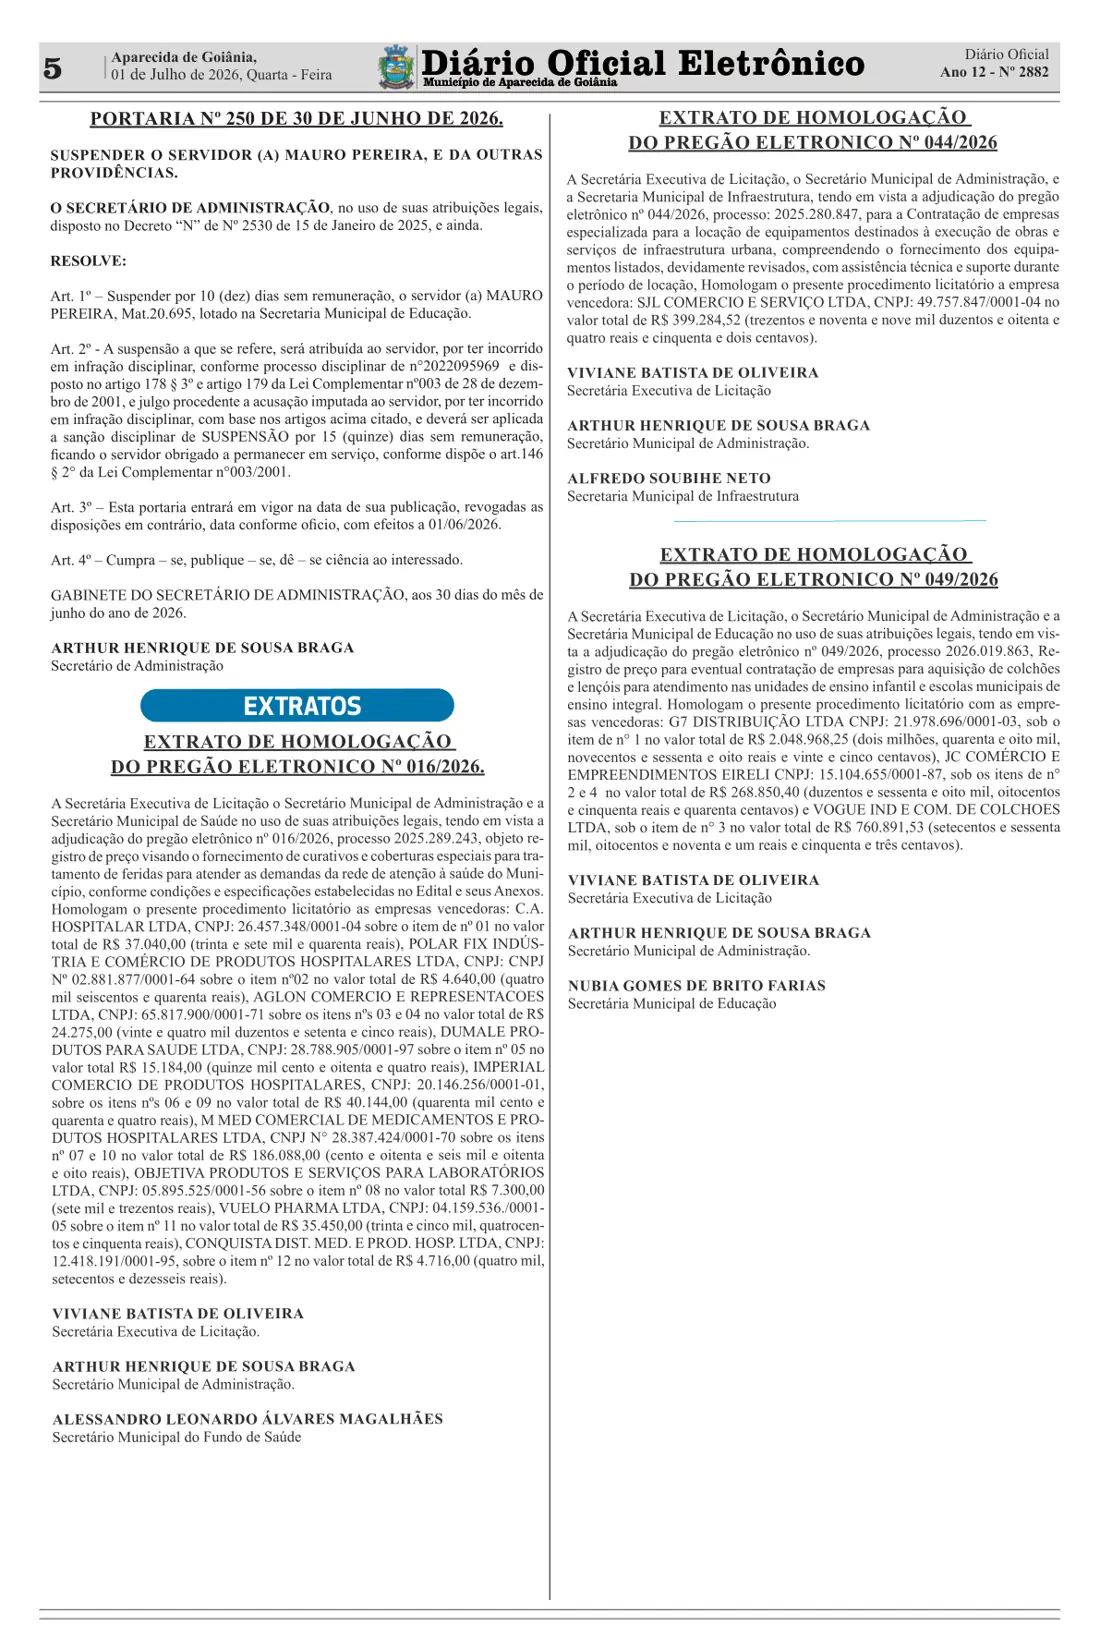 5
Aparecida de Goiânia,
01 de Julho de 2026, Quarta - Feira
Diário Oficial Eletrônico
Município de Aparecida de Goiânia
Diário Oficial
Ano 12 - Nº 2882
PORTARIA Nº 250 DE 30 DE JUNHO DE 2026.
SUSPENDER O SERVIDOR (A) MAURO PEREIRA, E DA OUTRAS
PROVIDÊNCIAS.
O SECRETÁRIO DE ADMINISTRAÇÃO, no uso de suas atribuições legais,
disposto no Decreto “N” de Nº 2530 de 15 de Janeiro de 2025, e ainda.
RESOLVE:
Art. 1º – Suspender por 10 (dez) dias sem remuneração, o servidor (a) MAURO
PEREIRA, Mat.20.695, lotado na Secretaria Municipal de Educação.
Art. 2º - A suspensão a que se refere, será atribuída ao servidor, por ter incorrido
em infração disciplinar, conforme processo disciplinar de n°2022095969 e dis-
posto no artigo 178 § 3º e artigo 179 da Lei Complementar nº003 de 28 de dezem-
bro de 2001, e julgo procedente a acusação imputada ao servidor, por ter incorrido
em infração disciplinar, com base nos artigos acima citado, e deverá ser aplicada
a sanção disciplinar de SUSPENSÃO por 15 (quinze) dias sem remuneração,
ficando o servidor obrigado a permanecer em serviço, conforme dispõe o art.146
§ 2° da Lei Complementar n°003/2001.
Art. 3º – Esta portaria entrará em vigor na data de sua publicação, revogadas as
disposições em contrário, data conforme oficio, com efeitos a 01/06/2026.
Art. 4º – Cumpra – se, publique – se, dê – se ciência ao interessado.
GABINETE DO SECRETÁRIO DE ADMINISTRAÇÃO, aos 30 dias do mês de
junho do ano de 2026.
ARTHUR HENRIQUE DE SOUSA BRAGA
Secretário de Administração
EXTRATOS
EXTRATO DE HOMOLOGAÇÃO
DO PREGÃO ELETRONICO Nº 016/2026.
A Secretária Executiva de Licitação o Secretário Municipal de Administração e a
Secretário Municipal de Saúde no uso de suas atribuições legais, tendo em vista a
adjudicação do pregão eletrônico nº 016/2026, processo 2025.289.243, objeto re-
gistro de preço visando o fornecimento de curativos e coberturas especiais para tra-
tamento de feridas para atender as demandas da rede de atenção à saúde do Muni-
cípio, conforme condições e especificações estabelecidas no Edital e seus Anexos.
Homologam o presente procedimento licitatório as empresas vencedoras: C.A.
HOSPITALAR LTDA, CNPJ: 26.457.348/0001-04 sobre o item de nº 01 no valor
total de R$ 37.040,00 (trinta e sete mil e quarenta reais), POLAR FIX INDÚS-
TRIA E COMÉRCIO DE PRODUTOS HOSPITALARES LTDA, CNPJ: CNPJ
Nº 02.881.877/0001-64 sobre o item nº02 no valor total de R$ 4.640,00 (quatro
mil seiscentos e quarenta reais), AGLON COMERCIO E REPRESENTACOES
LTDA, CNPJ: 65.817.900/0001-71 sobre os itens nºs 03 e 04 no valor total de R$
24.275,00 (vinte e quatro mil duzentos e setenta e cinco reais), DUMALE PRO-
DUTOS PARA SAUDE LTDA, CNPJ: 28.788.905/0001-97 sobre o item nº 05 no
valor total R$ 15.184,00 (quinze mil cento e oitenta e quatro reais), IMPERIAL
COMERCIO DE PRODUTOS HOSPITALARES, CNPJ: 20.146.256/0001-01,
sobre os itens nºs 06 e 09 no valor total de R$ 40.144,00 (quarenta mil cento e
quarenta e quatro reais), M MED COMERCIAL DE MEDICAMENTOS E PRO-
DUTOS HOSPITALARES LTDA, CNPJ N° 28.387.424/0001-70 sobre os itens
nº 07 e 10 no valor total de R$ 186.088,00 (cento e oitenta e seis mil e oitenta
e oito reais), OBJETIVA PRODUTOS E SERVIÇOS PARA LABORATÓRIOS
LTDA, CNPJ: 05.895.525/0001-56 sobre o item nº 08 no valor total R$ 7.300,00
(sete mil e trezentos reais), VUELO PHARMA LTDA, CNPJ: 04.159.536./0001-
05 sobre o item nº 11 no valor total de R$ 35.450,00 (trinta e cinco mil, quatrocen-
tos e cinquenta reais), CONQUISTA DIST. MED. E PROD. HOSP. LTDA, CNPJ:
12.418.191/0001-95, sobre o item nº 12 no valor total de R$ 4.716,00 (quatro mil,
setecentos e dezesseis reais).
VIVIANE BATISTA DE OLIVEIRA
Secretária Executiva de Licitação.
ARTHUR HENRIQUE DE SOUSA BRAGA
Secretário Municipal de Administração.
ALESSANDRO LEONARDO ÁLVARES MAGALHÃES
Secretário Municipal do Fundo de Saúde
EXTRATO DE HOMOLOGAÇÃO
DO PREGÃO ELETRONICO Nº 044/2026
A Secretária Executiva de Licitação, o Secretário Municipal de Administração, e
a Secretaria Municipal de Infraestrutura, tendo em vista a adjudicação do pregão
eletrônico nº 044/2026, processo: 2025.280.847, para a Contratação de empresas
especializada para a locação de equipamentos destinados à execução de obras e
serviços de infraestrutura urbana, compreendendo o fornecimento dos equipa-
mentos listados, devidamente revisados, com assistência técnica e suporte durante
o período de locação, Homologam o presente procedimento licitatório a empresa
vencedora: SJL COMERCIO E SERVIÇO LTDA, CNPJ: 49.757.847/0001-04 no
valor total de R$ 399.284,52 (trezentos e noventa e nove mil duzentos e oitenta e
quatro reais e cinquenta e dois centavos).
VIVIANE BATISTA DE OLIVEIRA
Secretária Executiva de Licitação
ARTHUR HENRIQUE DE SOUSA BRAGA
Secretário Municipal de Administração.
ALFREDO SOUBIHE NETO
Secretaria Municipal de Infraestrutura
EXTRATO DE HOMOLOGAÇÃO
DO PREGÃO ELETRONICO Nº 049/2026
A Secretária Executiva de Licitação, o Secretário Municipal de Administração e a
Secretária Municipal de Educação no uso de suas atribuições legais, tendo em vis-
ta a adjudicação do pregão eletrônico nº 049/2026, processo 2026.019.863, Re-
gistro de preço para eventual contratação de empresas para aquisição de colchões
e lençóis para atendimento nas unidades de ensino infantil e escolas municipais de
ensino integral. Homologam o presente procedimento licitatório com as empre-
sas vencedoras: G7 DISTRIBUIÇÃO LTDA CNPJ: 21.978.696/0001-03, sob o
item de n° 1 no valor total de R$ 2.048.968,25 (dois milhões, quarenta e oito mil,
novecentos e sessenta e oito reais e vinte e cinco centavos), JC COMÉRCIO E
EMPREENDIMENTOS EIRELI CNPJ: 15.104.655/0001-87, sob os itens de n°
2 e 4 no valor total de R$ 268.850,40 (duzentos e sessenta e oito mil, oitocentos
e cinquenta reais e quarenta centavos) e VOGUE IND E COM. DE COLCHOES
LTDA, sob o item de n° 3 no valor total de R$ 760.891,53 (setecentos e sessenta
mil, oitocentos e noventa e um reais e cinquenta e três centavos).
VIVIANE BATISTA DE OLIVEIRA
Secretária Executiva de Licitação
ARTHUR HENRIQUE DE SOUSA BRAGA
Secretário Municipal de Administração.
NUBIA GOMES DE BRITO FARIAS
Secretária Municipal de Educação